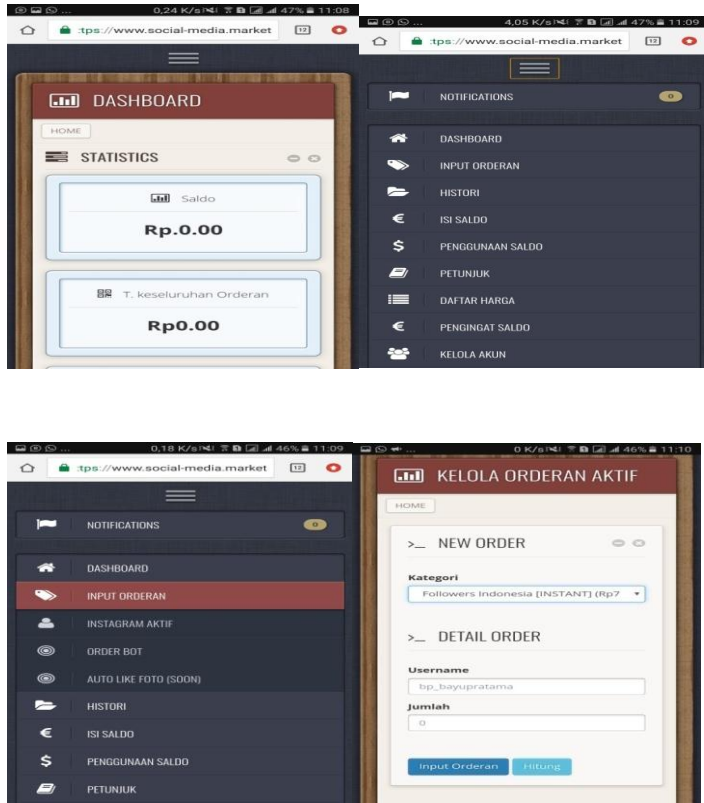 0,24 K/s 47% 11:08
:tps://www.social-media.market 12
DASHBOARD
HOME
STATISTICS
Saldo
Rp.0.00
T. keseluruhan Orderan
Rp0.00
... 4,05 K/s 47% 11:09
:tps://www.social-media.market 12
NOTIFICATIONS 0
DASHBOARD
INPUT ORDERAN
HISTORI
€ ISI SALDO
$ PENGGUNAAN SALDO
PETUNJUK
DAFTAR HARGA
€ PENGINGAT SALDO
KELOLA AKUN
... 0,18 K/s 46% 11:09
:tps://www.social-media.market 12
NOTIFICATIONS 0
DASHBOARD
INPUT ORDERAN
INSTAGRAM AKTIF
ORDER BOT
AUTO LIKE FOTO (SOON)
HISTORI
€ ISI SALDO
$ PENGGUNAAN SALDO
PETUNJUK
... 0 K/s 46% 11:10
KELOLA ORDERAN AKTIF
HOME
>_ NEW ORDER
Kategori
Followers Indonesia [INSTANT] (Rp7
>_ DETAIL ORDER
Username
bp_bayupratama
Jumlah
0
Input Orderan Hitung